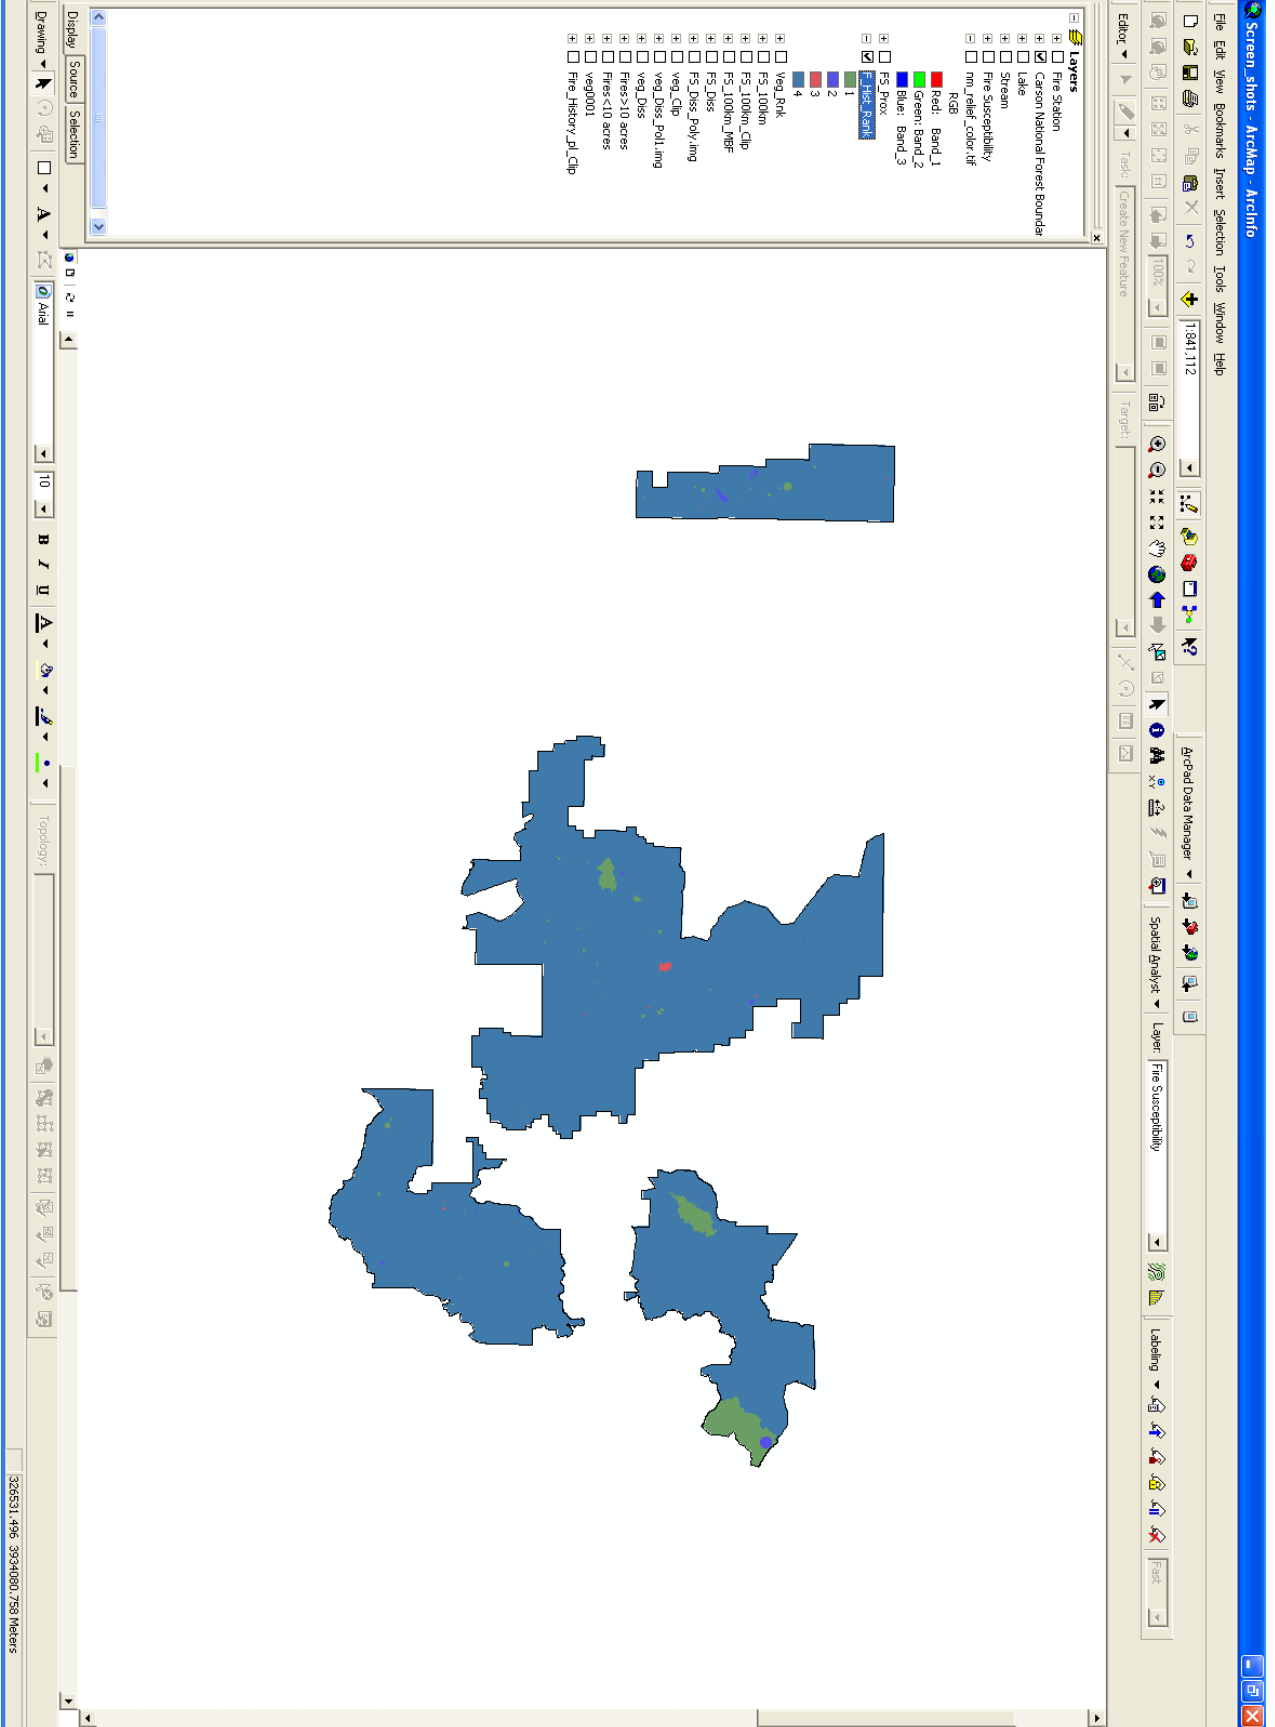 Screen_shots - ArcMap - ArcInfo
File Edit View Bookmarks Insert Selection Tools Window Help
1:841,112
ArcPad Data Manager
100%
Spatial Analyst
Layer:
Fire Susceptibility
Labeling
Fast
Editor
Task:
Create New Feature
Target:
Layers
Fire Station
Carson National Forest Boundar
Lake
Stream
Fire Susceptibility
nm_relief_color.tif
RGB
Red: Band_1
Green: Band_2
Blue: Band_3
FS_Prox
F_Hist_Rank
1
2
3
4
Veg_Rnk
FS_100km
FS_100km_Clip
FS_100km_MBF
FS_Diss
FS_Diss_Poly.img
veg_Clip
veg_Diss_Pol1.img
veg_Diss
Fires>10 acres
Fires<10 acres
veg0001
Fire_History_pl_Clip
Display Source Selection
Drawing
A
Arial
10
B I U
A
Topology:
326531.496 3934080.758 Meters